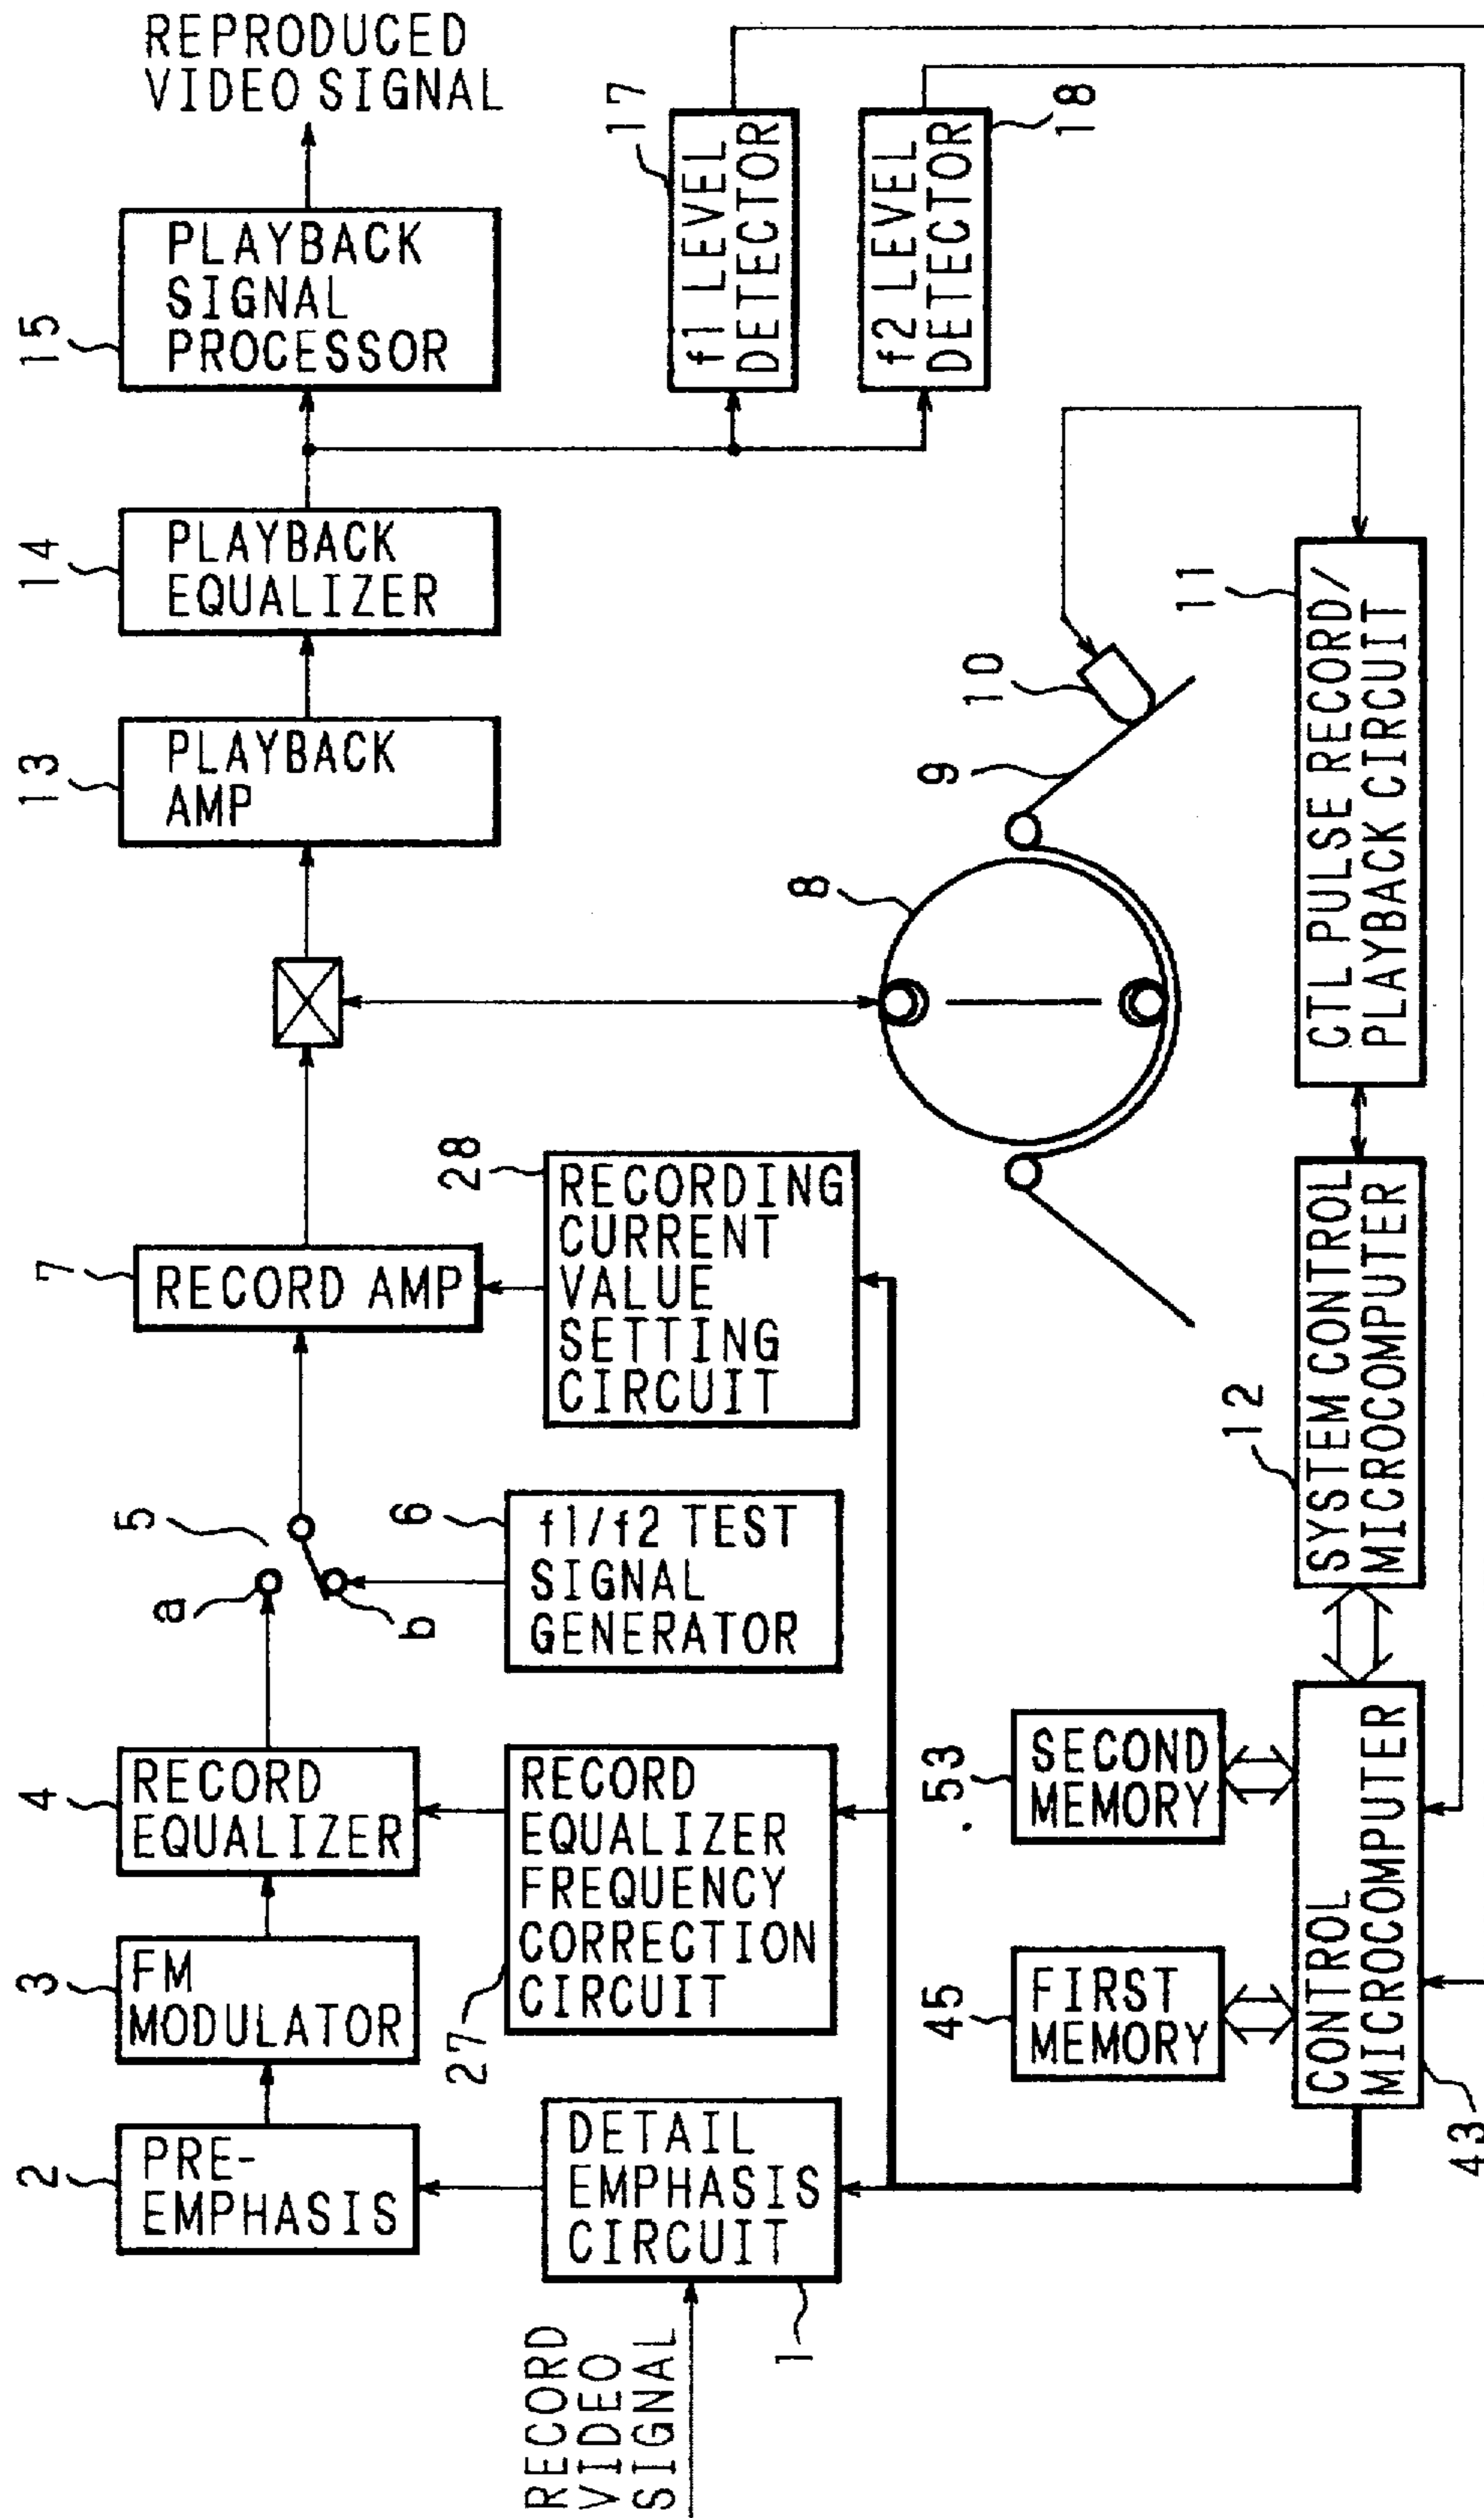 RECORD
VIDEO
SIGNAL
1
DETAIL
EMPHASIS
CIRCUIT
2
PRE-
EMPHASIS
3
FM
MODULATOR
4
RECORD
EQUALIZER
27
RECORD
EQUALIZER
FREQUENCY
CORRECTION
CIRCUIT
5
a
b
6
f1/f2 TEST
SIGNAL
GENERATOR
7
RECORD AMP
28
RECORDING
CURRENT
VALUE
SETTING
CIRCUIT
13
PLAYBACK
AMP
14
PLAYBACK
EQUALIZER
15
PLAYBACK
SIGNAL
PROCESSOR
REPRODUCED
VIDEO SIGNAL
17
f1 LEVEL
DETECTOR
f2 LEVEL
DETECTOR
18
8
9
10
45
FIRST
MEMORY
53
SECOND
MEMORY
CONTROL
MICROCOMPUTER
43
12
SYSTEM CONTROL
MICROCOMPUTER
11
CTL PULSE RECORD/
PLAYBACK CIRCUIT